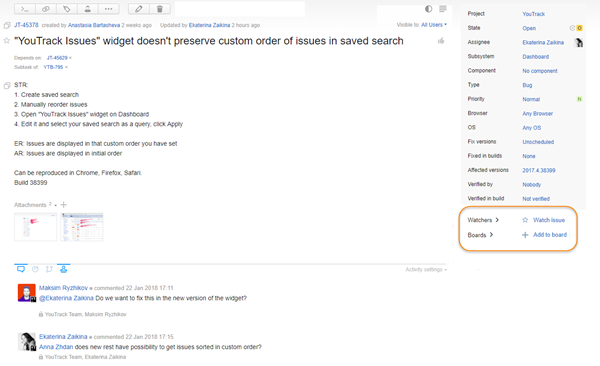 JT-45378 created by Anastasia Bartasheva 2 weeks ago Updated by Ekaterina Zaikina 2 hours ago Visible to: All Users
"YouTrack Issues" widget doesn't preserve custom order of issues in saved search
Depends on: JT-45629
Subtask of: YTB-795
STR:
1. Create saved search
2. Manually reorder issues
3. Open "YouTrack Issues" widget on Dashboard
4. Edit it and select your saved search as a query, click Apply
ER: Issues are displayed in that custom order you have set
AR: Issues are displayed in initial order
Can be reproduced in Chrome, Firefox, Safari.
Build 38399
Attachments 2
Activity settings
Maksim Ryzhikov commented 22 Jan 2018 17:11
@Ekaterina Zaikina Do we want to fix this in the new version of the widget?
YouTrack Team, Maksim Ryzhikov
Ekaterina Zaikina commented 22 Jan 2018 17:15
Anna Zhdan does new rest have possibility to get issues sorted in custom order?
YouTrack Team, Ekaterina Zaikina
Project YouTrack
State Open O
Assignee Ekaterina Zaikina
Subsystem Dashboard
Component No component
Type Bug
Priority Normal N
Browser Any Browser
OS Any OS
Fix versions Unscheduled
Fixed in builds None
Affected versions 2017.4.38399
Verified by Nobody
Verified in build Not verified
Watchers Watch issue
Boards Add to board